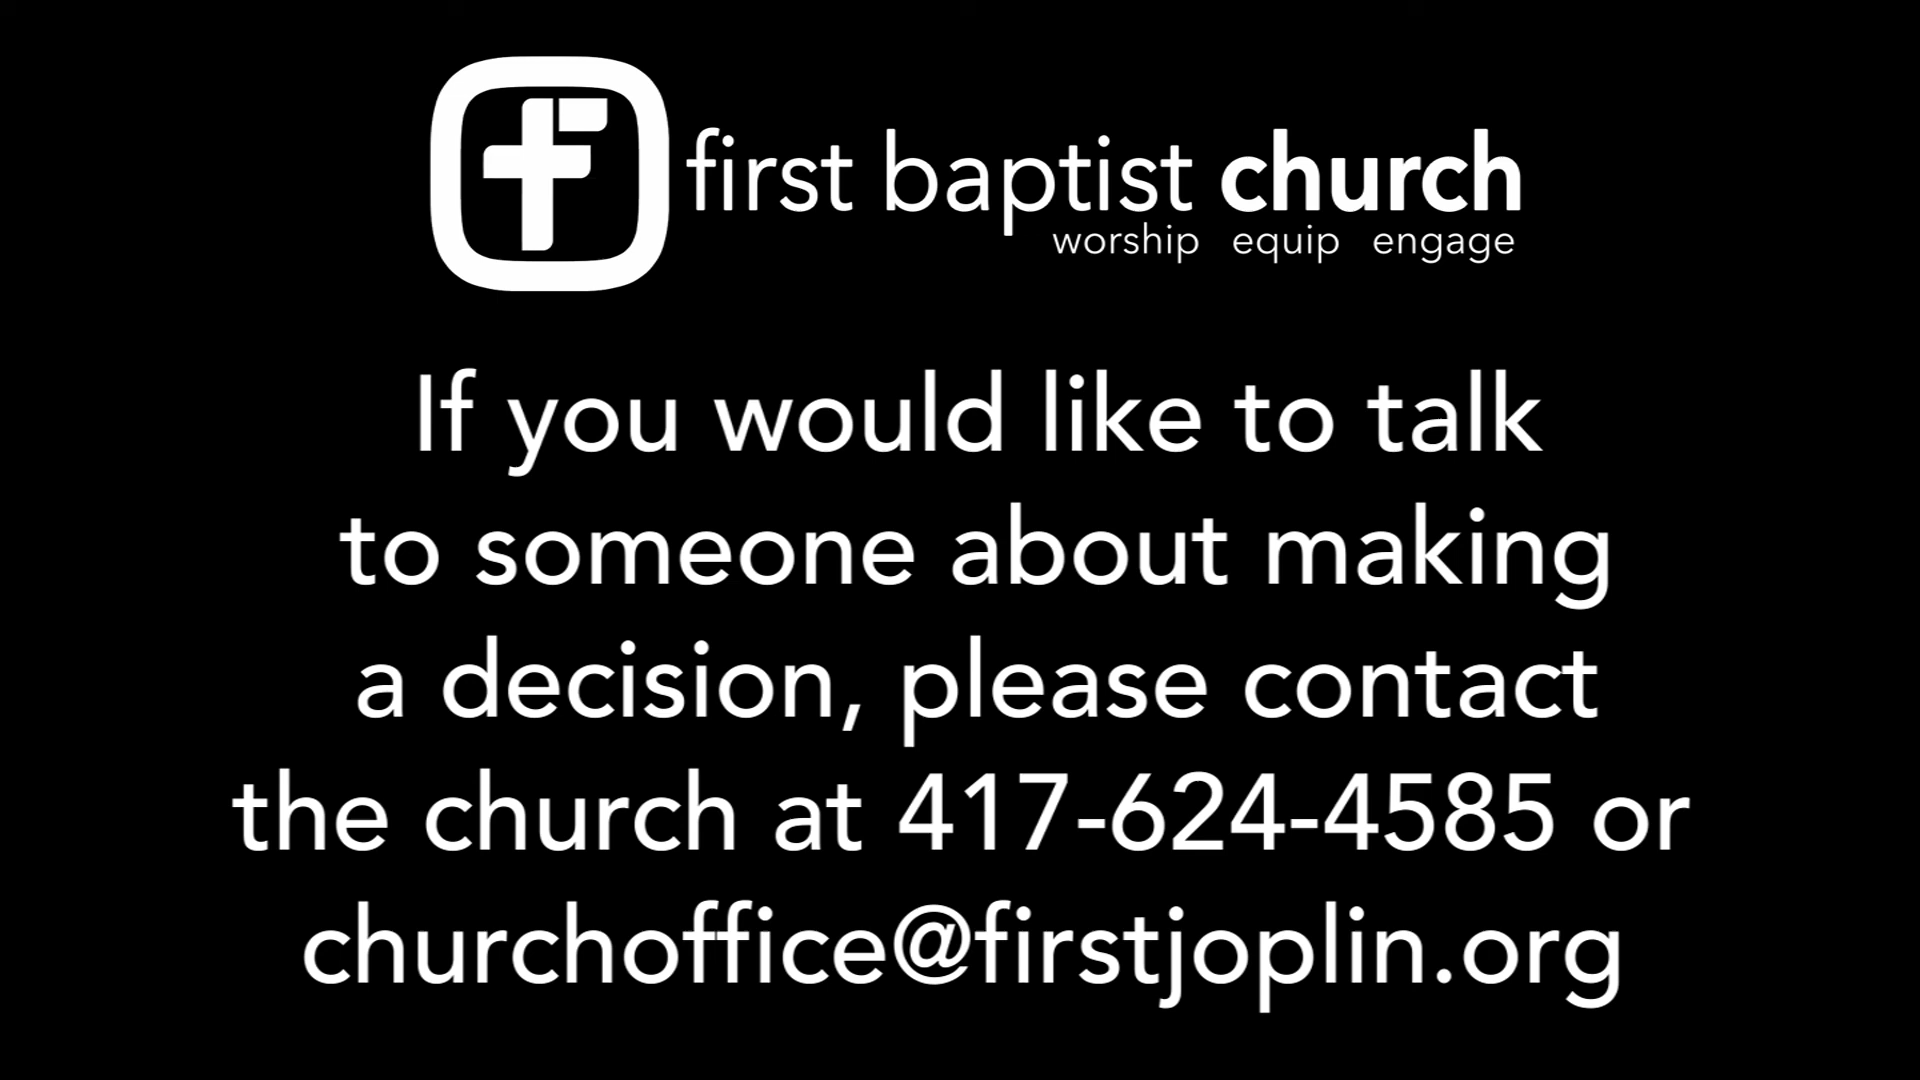 first baptist church
worship equip engage
If you would like to talk
to someone about making
a decision, please contact
the church at 417-624-4585 or
churchoffice@firstjoplin.org